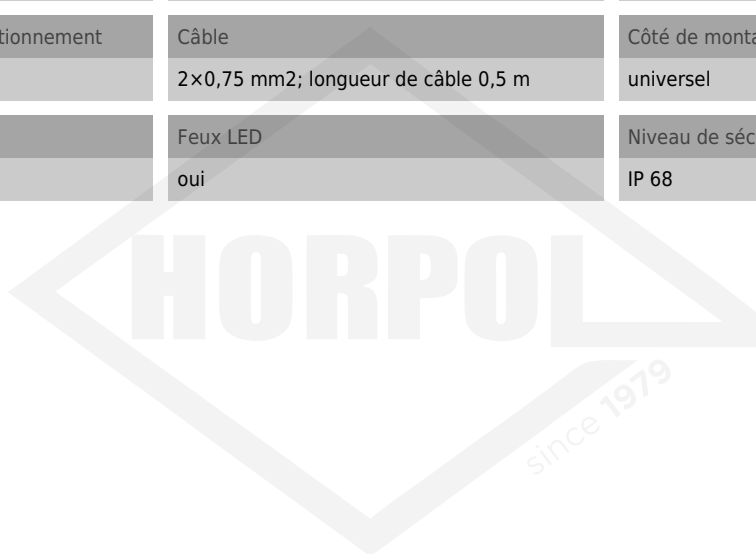 tionnement
Câble
Côté de monta
2×0,75 mm2; longueur de câble 0,5 m
universel
Feux LED
Niveau de séc
oui
IP 68
HORPOL
since 1979